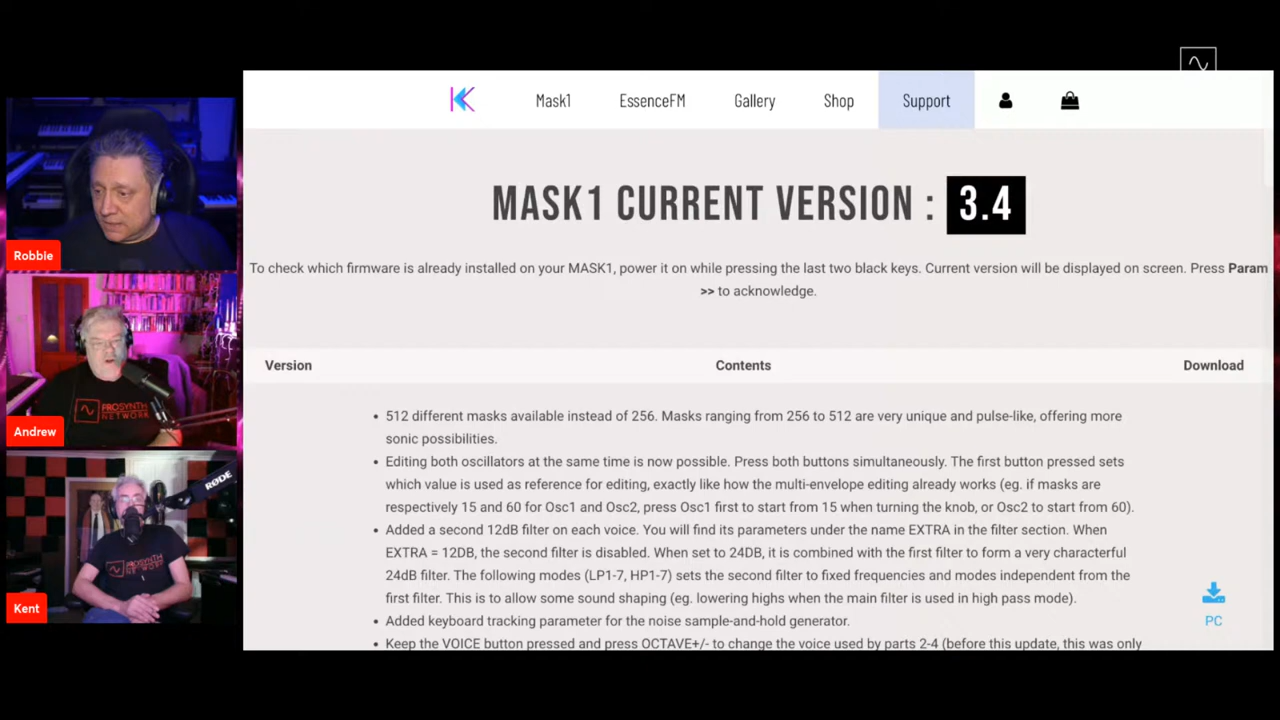 Mask1 EssenceFM Gallery Shop Support
MASK1 CURRENT VERSION : 3.4
To check which firmware is already installed on your MASK1, power it on while pressing the last two black keys. Current version will be displayed on screen. Press Param
>> to acknowledge.
Version Contents Download
• 512 different masks available instead of 256. Masks ranging from 256 to 512 are very unique and pulse-like, offering more
sonic possibilities.
• Editing both oscillators at the same time is now possible. Press both buttons simultaneously. The first button pressed sets
which value is used as reference for editing, exactly like how the multi-envelope editing already works (eg. if masks are
respectively 15 and 60 for Osc1 and Osc2, press Osc1 first to start from 15 when turning the knob, or Osc2 to start from 60).
• Added a second 12dB filter on each voice. You will find its parameters under the name EXTRA in the filter section. When
EXTRA = 12DB, the second filter is disabled. When set to 24DB, it is combined with the first filter to form a very characterful
24dB filter. The following modes (LP1-7, HP1-7) sets the second filter to fixed frequencies and modes independent from the
first filter. This is to allow some sound shaping (eg. lowering highs when the main filter is used in high pass mode).
• Added keyboard tracking parameter for the noise sample-and-hold generator.
• Keep the VOICE button pressed and press OCTAVE+/- to change the voice used by parts 2-4 (before this update, this was only
PC
Robbie
PROSYNTH
NETWORK
Andrew
RØDE
PROSYNTH
NETWORK
Kent